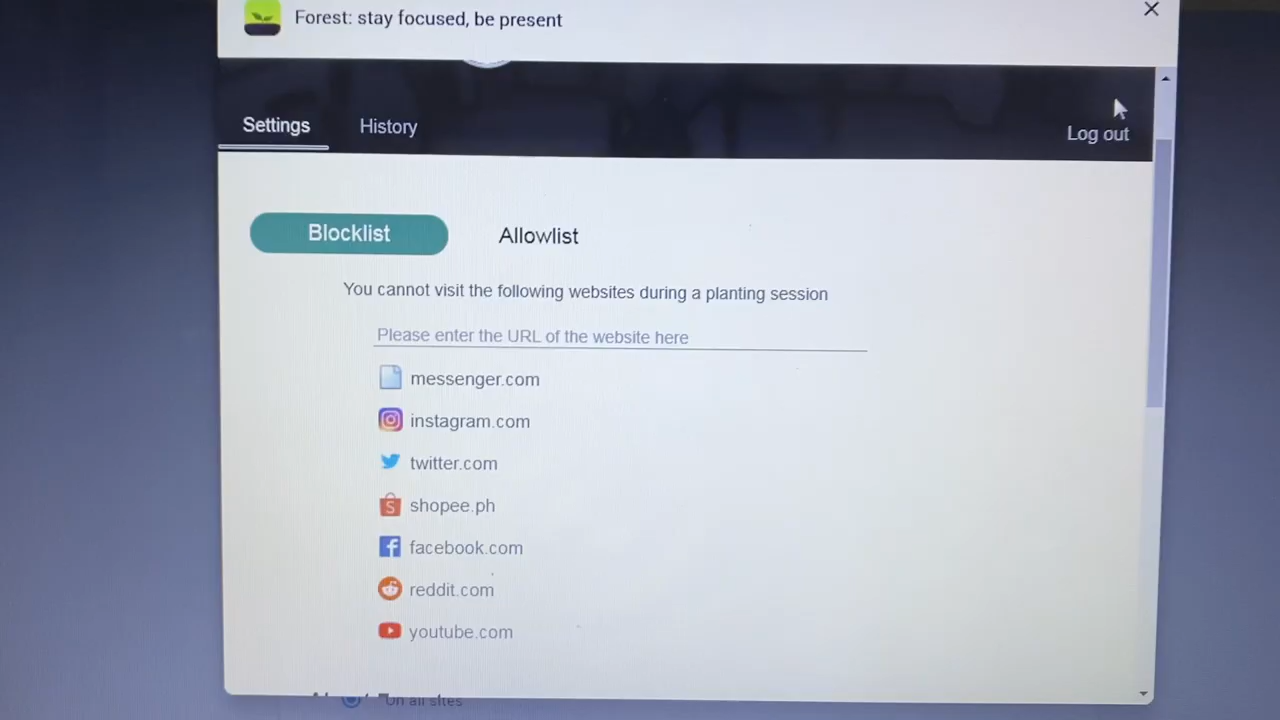 Forest: stay focused, be present
Settings
History
Log out
Blocklist
Allowlist
You cannot visit the following websites during a planting session
Please enter the URL of the website here
messenger.com
instagram.com
twitter.com
shopee.ph
facebook.com
reddit.com
youtube.com
On all sites